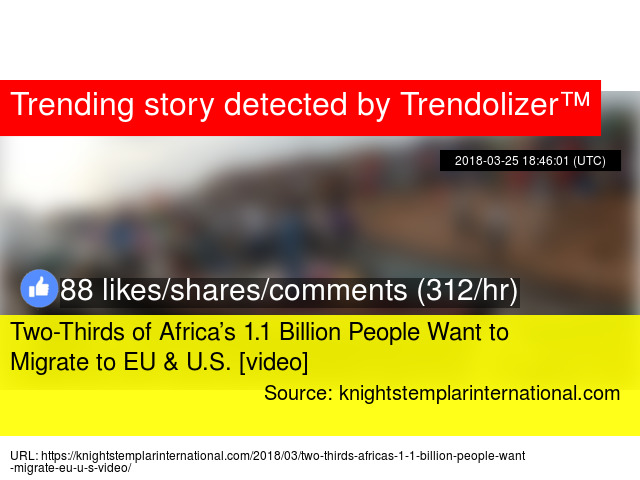 Trending story detected by Trendolizer™
2018-03-25 18:46:01 (UTC)
88 likes/shares/comments (312/hr)
Two-Thirds of Africa’s 1.1 Billion People Want to
Migrate to EU & U.S. [video]
Source: knightstemplarinternational.com
URL: https://knightstemplarinternational.com/2018/03/two-thirds-africas-1-1-billion-people-want
-migrate-eu-u-s-video/